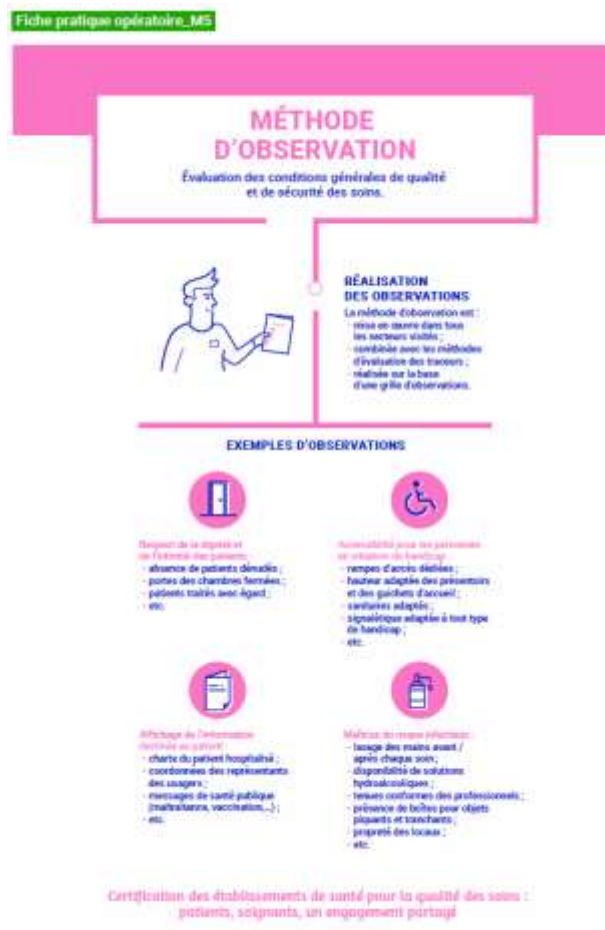 Fiche pratique opératoire_M5
MÉTHODE
D'OBSERVATION
Évaluation des conditions générales de qualité
et de sécurité des soins.
RÉALISATION
DES OBSERVATIONS
La méthode d'observation est :
· mise en œuvre dans tous
les secteurs visités ;
· combinée avec les méthodes
d'évaluation des traceurs ;
· réalisée sur la base
d'une grille d'observations.
EXEMPLES D'OBSERVATIONS
Respect de la dignité et
de l'intimité des patients
· absence de patients dénudés ;
· portes des chambres fermées ;
· patients traités avec égard ;
· etc.
Accessibilité pour les personnes
en situation de handicap
· rampes d'accès dédiées ;
· hauteur adaptée des présentoirs
et des guichets d'accueil ;
· sanitaires adaptés ;
· signalétique adaptée à tout type
de handicap ;
· etc.
Affichage de l'information
destinée au patient :
· charte du patient hospitalisé ;
· coordonnées des représentants
des usagers ;
· messages de santé publique
(maltraitance, vaccination,...) ;
· etc.
Maîtrise du risque infectieux :
· lavage des mains avant /
après chaque soin ;
· disponibilité de solutions
hydroalcooliques ;
· tenues conformes des professionnels ;
· présence de boîtes pour objets
piquants et tranchants ;
· propreté des locaux ;
· etc.
Certification des établissements de santé pour la qualité des soins :
patients, soignants, un engagement partagé